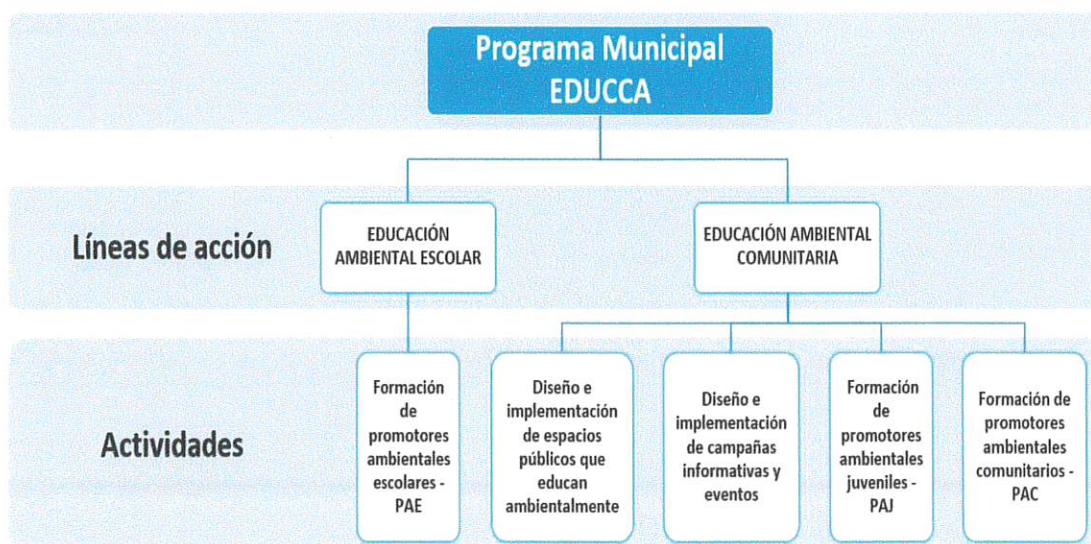 Programa Municipal
EDUCCA
Líneas de acción
EDUCACIÓN
AMBIENTAL ESCOLAR
EDUCACIÓN AMBIENTAL
COMUNITARIA
Actividades
Formación
de
promotores
ambientales
escolares -
PAE
Diseño e
implementación
de espacios
públicos que
educan
ambientalmente
Diseño e
implementación
de campañas
informativas y
eventos
Formación
de
promotores
ambientales
juveniles -
PAJ
Formación de
promotores
ambientales
comunitarios -
PAC